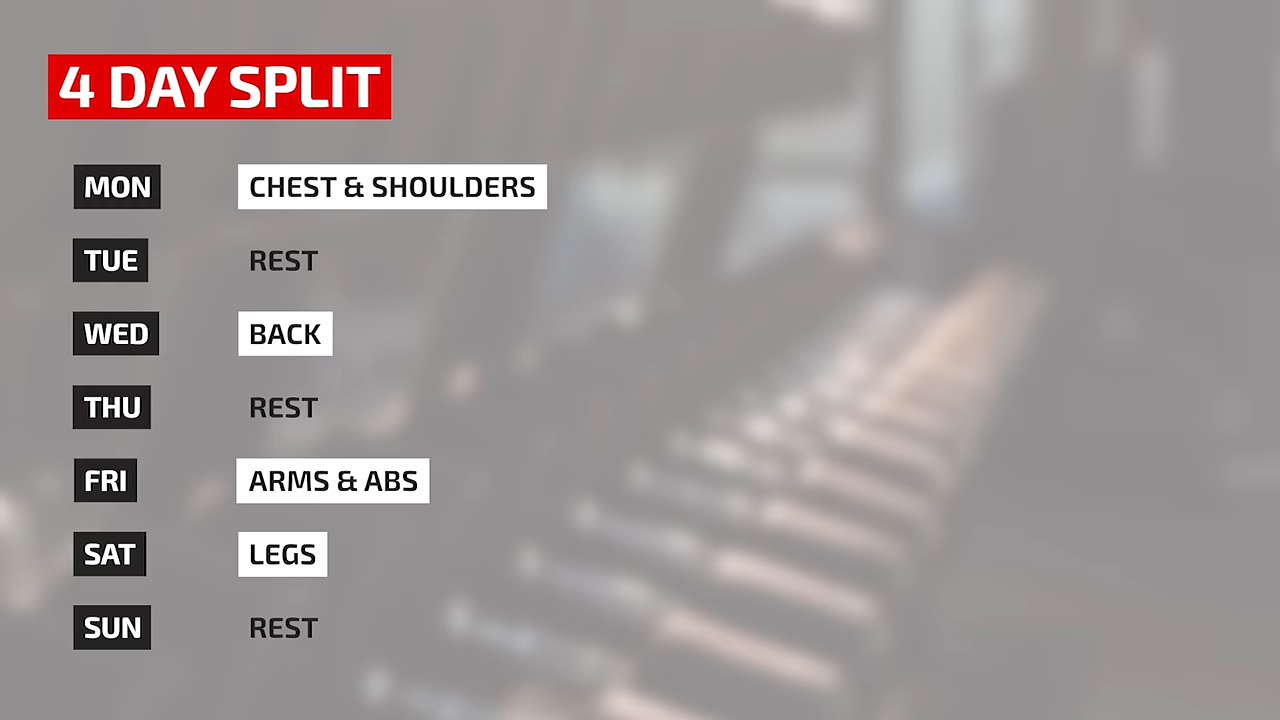 4 DAY SPLIT
MON CHEST & SHOULDERS
TUE REST
WED BACK
THU REST
FRI ARMS & ABS
SAT LEGS
SUN REST